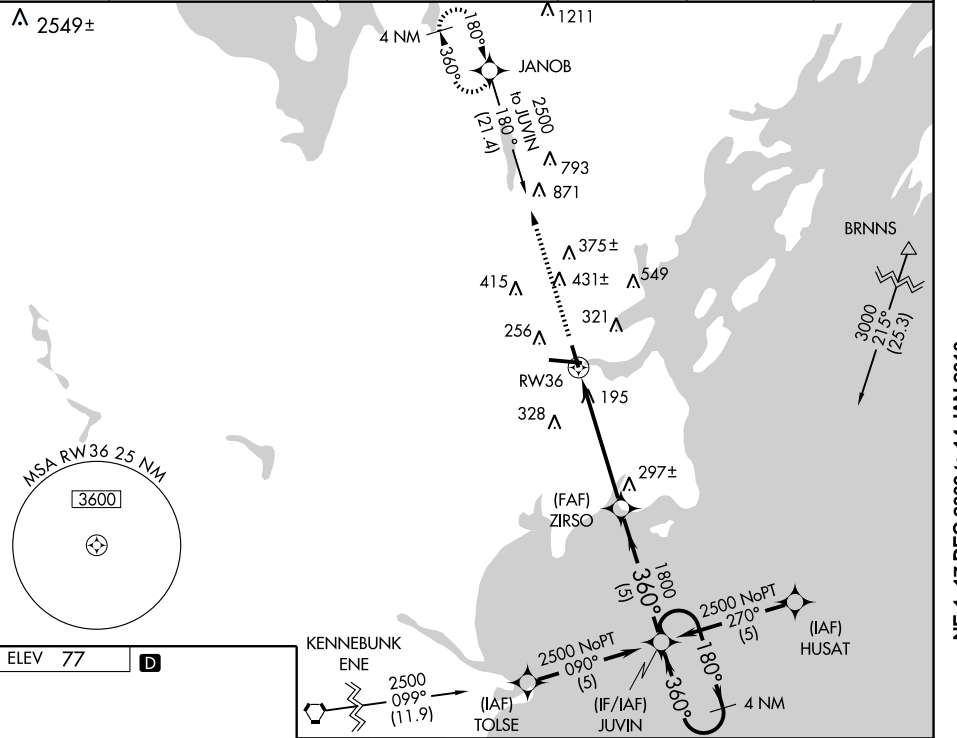 2549±
1211
4 NM
180°
360°
JANOB
2500
to JUVIN
180°
(21.4)
793
871
BRNNS
375±
415
431±
549
3000
215°
(25.3)
321
256
RW36
195
328
MSA RW36 25 NM
3600
297±
(FAF)
ZIRSO
1800
360°
(5)
2500 NoPT
270°
(5)
(IAF)
HUSAT
ELEV 77
D
KENNEBUNK
ENE
2500
099°
(11.9)
2500 NoPT
090°
(5)
(IAF)
TOLSE
(IF/IAF)
JUVIN
180°
360°
4 NM